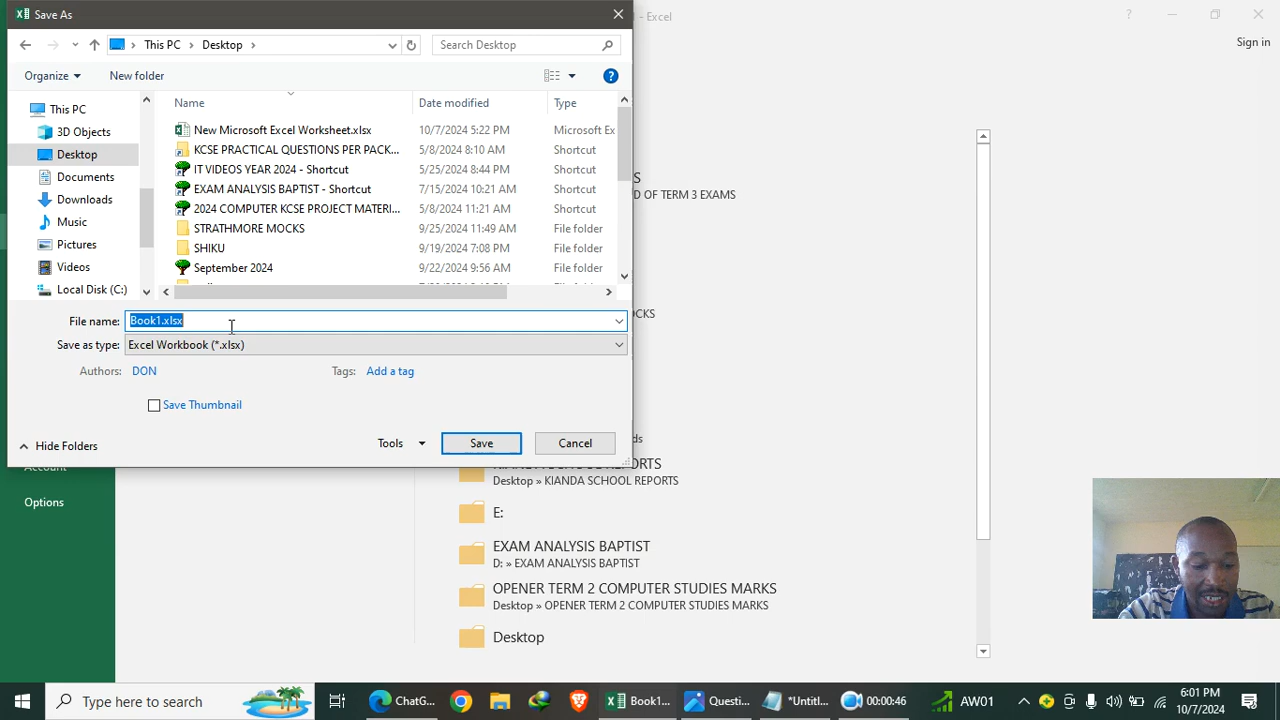 Save As
- Excel
Sign in
This PC
Desktop
Search Desktop
Organize
New folder
This PC
3D Objects
Desktop
Documents
Downloads
Music
Pictures
Videos
Local Disk (C:)
Name
Date modified
Type
New Microsoft Excel Worksheet.xlsx 10/7/2024 5:22 PM Microsoft Ex
KCSE PRACTICAL QUESTIONS PER PACK... 5/8/2024 8:10 AM Shortcut
IT VIDEOS YEAR 2024 - Shortcut 5/25/2024 8:44 PM Shortcut
EXAM ANALYSIS BAPTIST - Shortcut 7/15/2024 10:21 AM Shortcut
2024 COMPUTER KCSE PROJECT MATERI... 5/8/2024 11:21 AM Shortcut
STRATHMORE MOCKS 9/25/2024 11:49 AM File folder
SHIKU 9/19/2024 7:08 PM File folder
September 2024 9/22/2024 9:56 AM File folder
File name: Book1.xlsx
Save as type: Excel Workbook (*.xlsx)
Authors: DON
Tags: Add a tag
Save Thumbnail
Hide Folders
Tools
Save
Cancel
S
D OF TERM 3 EXAMS
OCKS
ds
Options
Desktop » KIANDA SCHOOL REPORTS
E:
EXAM ANALYSIS BAPTIST
D: » EXAM ANALYSIS BAPTIST
OPENER TERM 2 COMPUTER STUDIES MARKS
Desktop » OPENER TERM 2 COMPUTER STUDIES MARKS
Desktop
Type here to search
ChatG...
Book1...
Questi...
*Untitl...
00:00:46
AW01
6:01 PM
10/7/2024